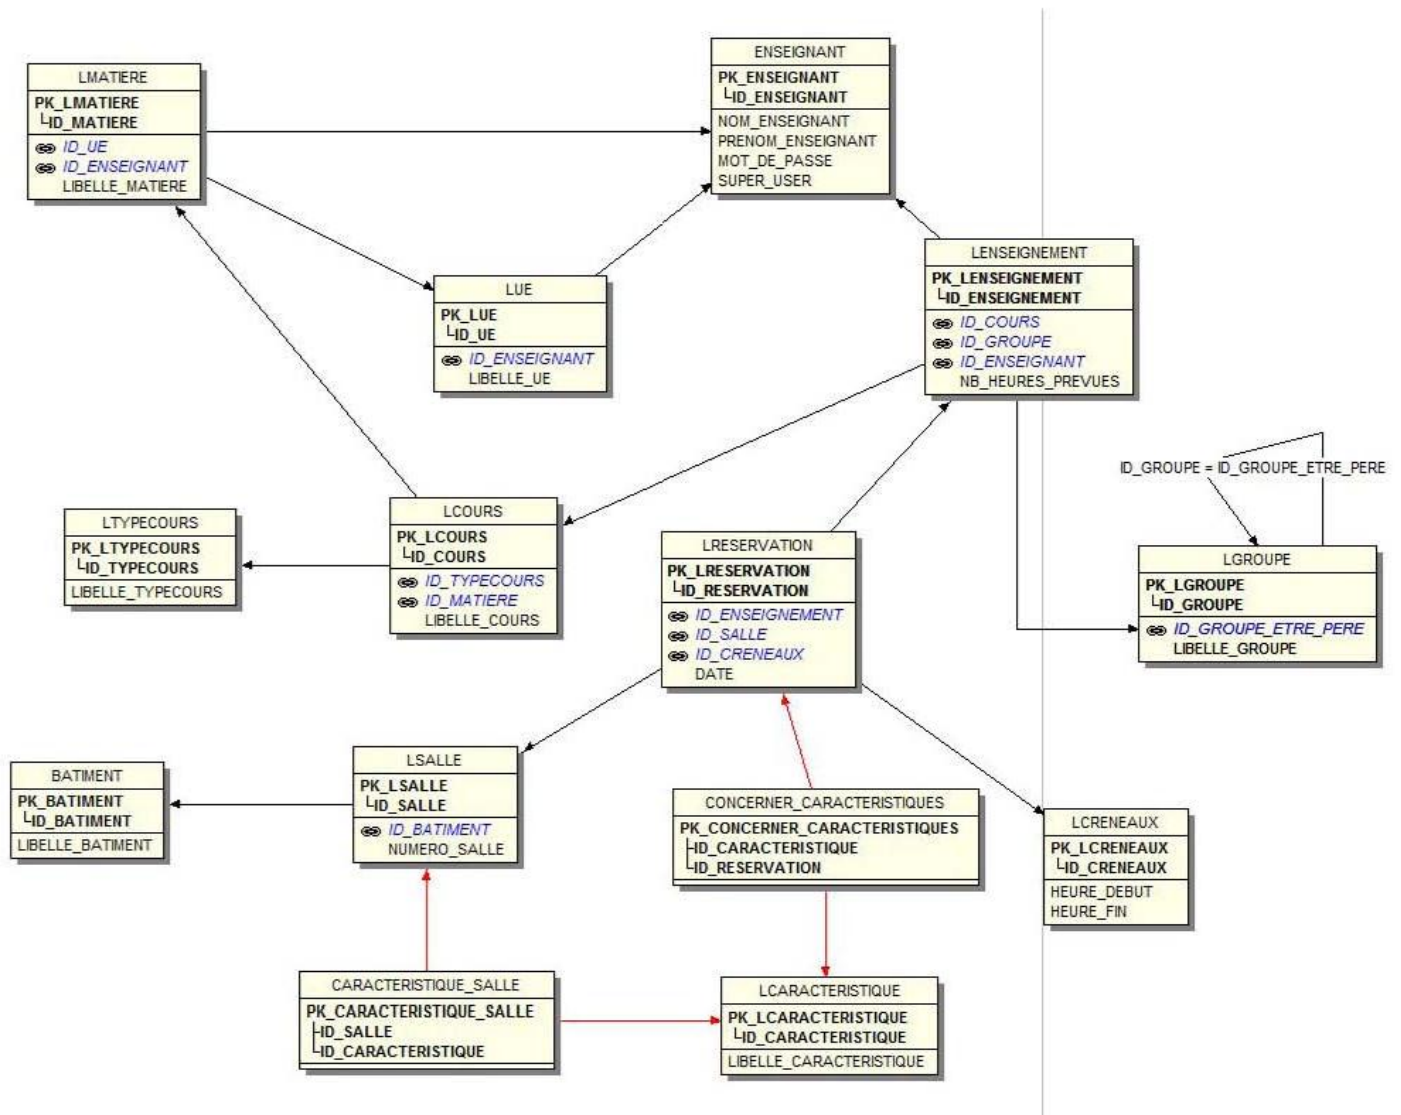 LMATIERE
PK_LMATIERE
ID_MATIERE
ID_UE
ID_ENSEIGNANT
LIBELLE_MATIERE
ENSEIGNANT
PK_ENSEIGNANT
ID_ENSEIGNANT
NOM_ENSEIGNANT
PRENOM_ENSEIGNANT
MOT_DE_PASSE
SUPER_USER
LUE
PK_LUE
ID_UE
ID_ENSEIGNANT
LIBELLE_UE
LENSEIGNEMENT
PK_LENSEIGNEMENT
ID_ENSEIGNEMENT
ID_COURS
ID_GROUPE
ID_ENSEIGNANT
NB_HEURES_PREVUES
ID_GROUPE = ID_GROUPE_ETRE_PERE
LTYPECOURS
PK_LTYPECOURS
ID_TYPECOURS
LIBELLE_TYPECOURS
LCOURS
PK_LCOURS
ID_COURS
ID_TYPECOURS
ID_MATIERE
LIBELLE_COURS
LRESERVATION
PK_LRESERVATION
ID_RESERVATION
ID_ENSEIGNEMENT
ID_SALLE
ID_CRENEAUX
DATE
LGROUPE
PK_LGROUPE
ID_GROUPE
ID_GROUPE_ETRE_PERE
LIBELLE_GROUPE
BATIMENT
PK_BATIMENT
ID_BATIMENT
LIBELLE_BATIMENT
LSALLE
PK_LSALLE
ID_SALLE
ID_BATIMENT
NUMERO_SALLE
CONCERNER_CARACTERISTIQUES
PK_CONCERNER_CARACTERISTIQUES
ID_CARACTERISTIQUE
ID_RESERVATION
LCRENEAUX
PK_LCRENEAUX
ID_CRENEAUX
HEURE_DEBUT
HEURE_FIN
CARACTERISTIQUE_SALLE
PK_CARACTERISTIQUE_SALLE
ID_SALLE
ID_CARACTERISTIQUE
LCARACTERISTIQUE
PK_LCARACTERISTIQUE
ID_CARACTERISTIQUE
LIBELLE_CARACTERISTIQUE